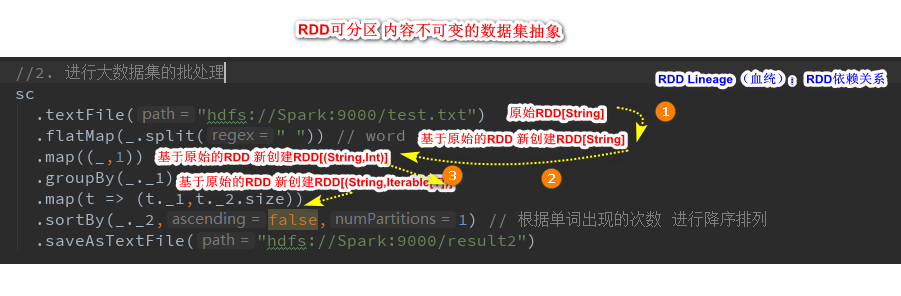 RDD可分区 内容不可变的数据集抽象
//2. 进行大数据集的批处理
RDD Lineage （血统）：RDD依赖关系
sc
.textFile( path = "hdfs://Spark:9000/test.txt") 原始RDD[String] 1
.flatMap(_.split( regex = " ")) // word 基于原始的RDD 新创建RDD[String]
.map((_,1)) 基于原始的RDD 新创建RDD[(String,Int)] 2
.groupBy(_._1) 基于原始的RDD 新创建RDD[(String,Iterable 3
.map(t => (t._1,t._2.size))
.sortBy(_._2, ascending = false, numPartitions = 1) // 根据单词出现的次数 进行降序排列
.saveAsTextFile( path = "hdfs://Spark:9000/result2")